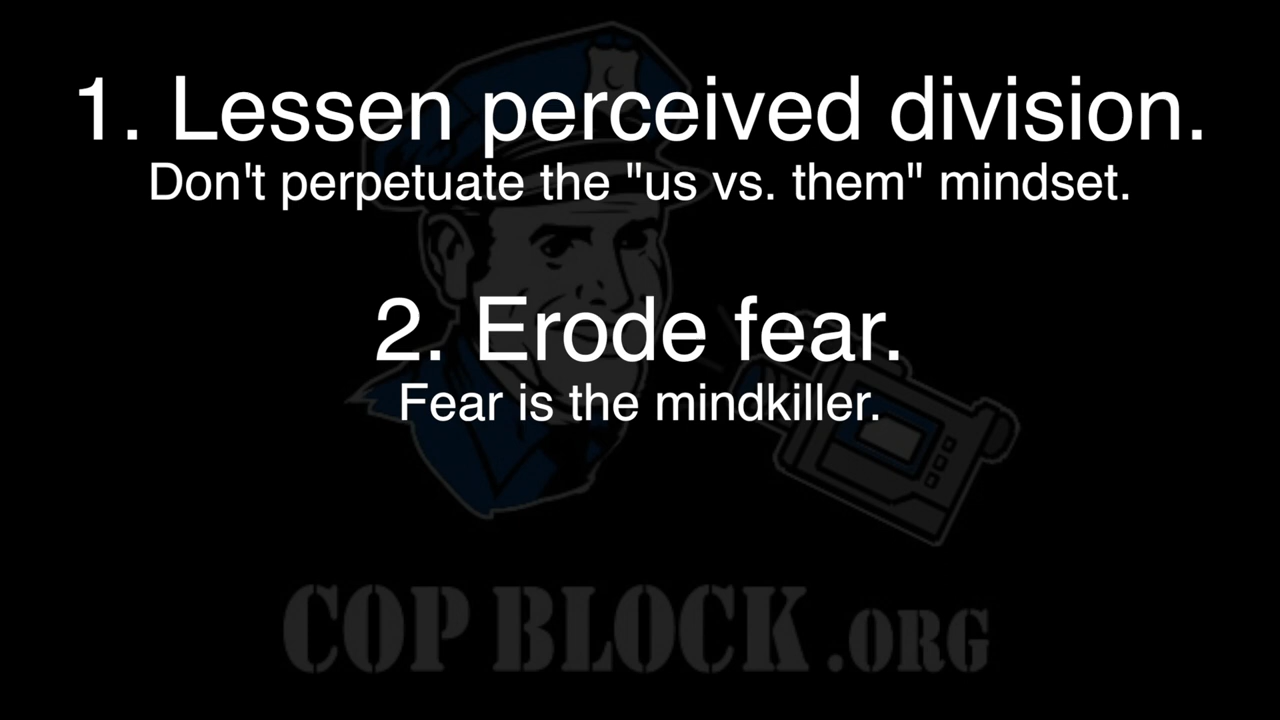 1. Lessen perceived division.
Don't perpetuate the "us vs. them" mindset.
2. Erode fear.
Fear is the mindkiller.
COP BLOCK.ORG